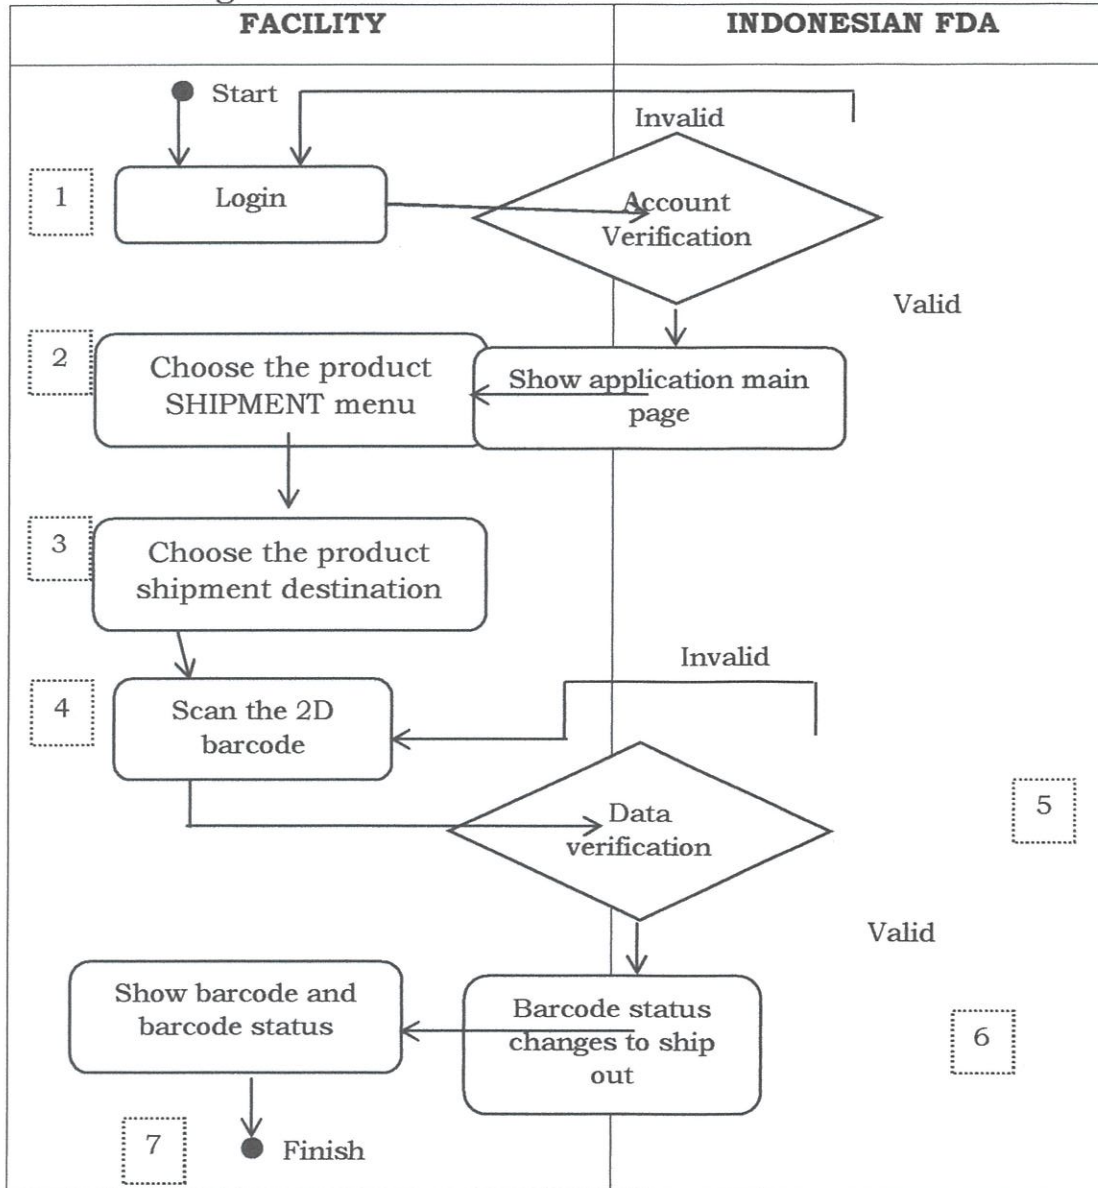 FACILITY
INDONESIAN FDA
Start
Invalid
1
Login
Account
Verification
Valid
2
Choose the product
SHIPMENT menu
Show application main
page
3
Choose the product
shipment destination
Invalid
4
Scan the 2D
barcode
5
Data
verification
Valid
Show barcode and
barcode status
Barcode status
changes to ship
out
6
7
Finish